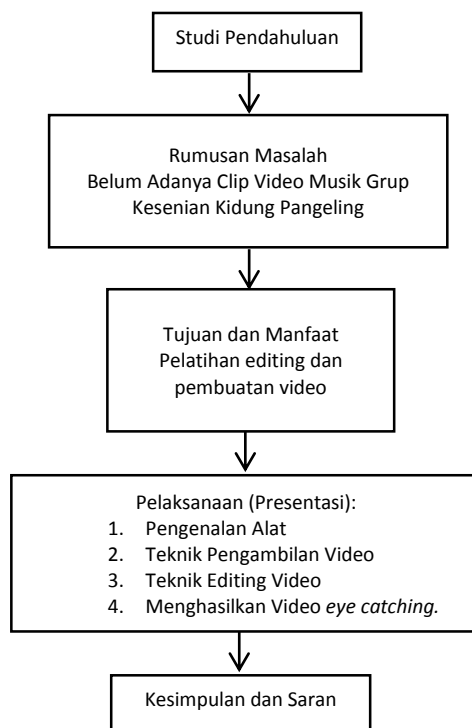 Studi Pendahuluan
Rumusan Masalah
Belum Adanya Clip Video Musik Grup
Kesenian Kidung Pangeling
Tujuan dan Manfaat
Pelatihan editing dan
pembuatan video
Pelaksanaan (Presentasi):
1. Pengenalan Alat
2. Teknik Pengambilan Video
3. Teknik Editing Video
4. Menghasilkan Video eye catching.
Kesimpulan dan Saran